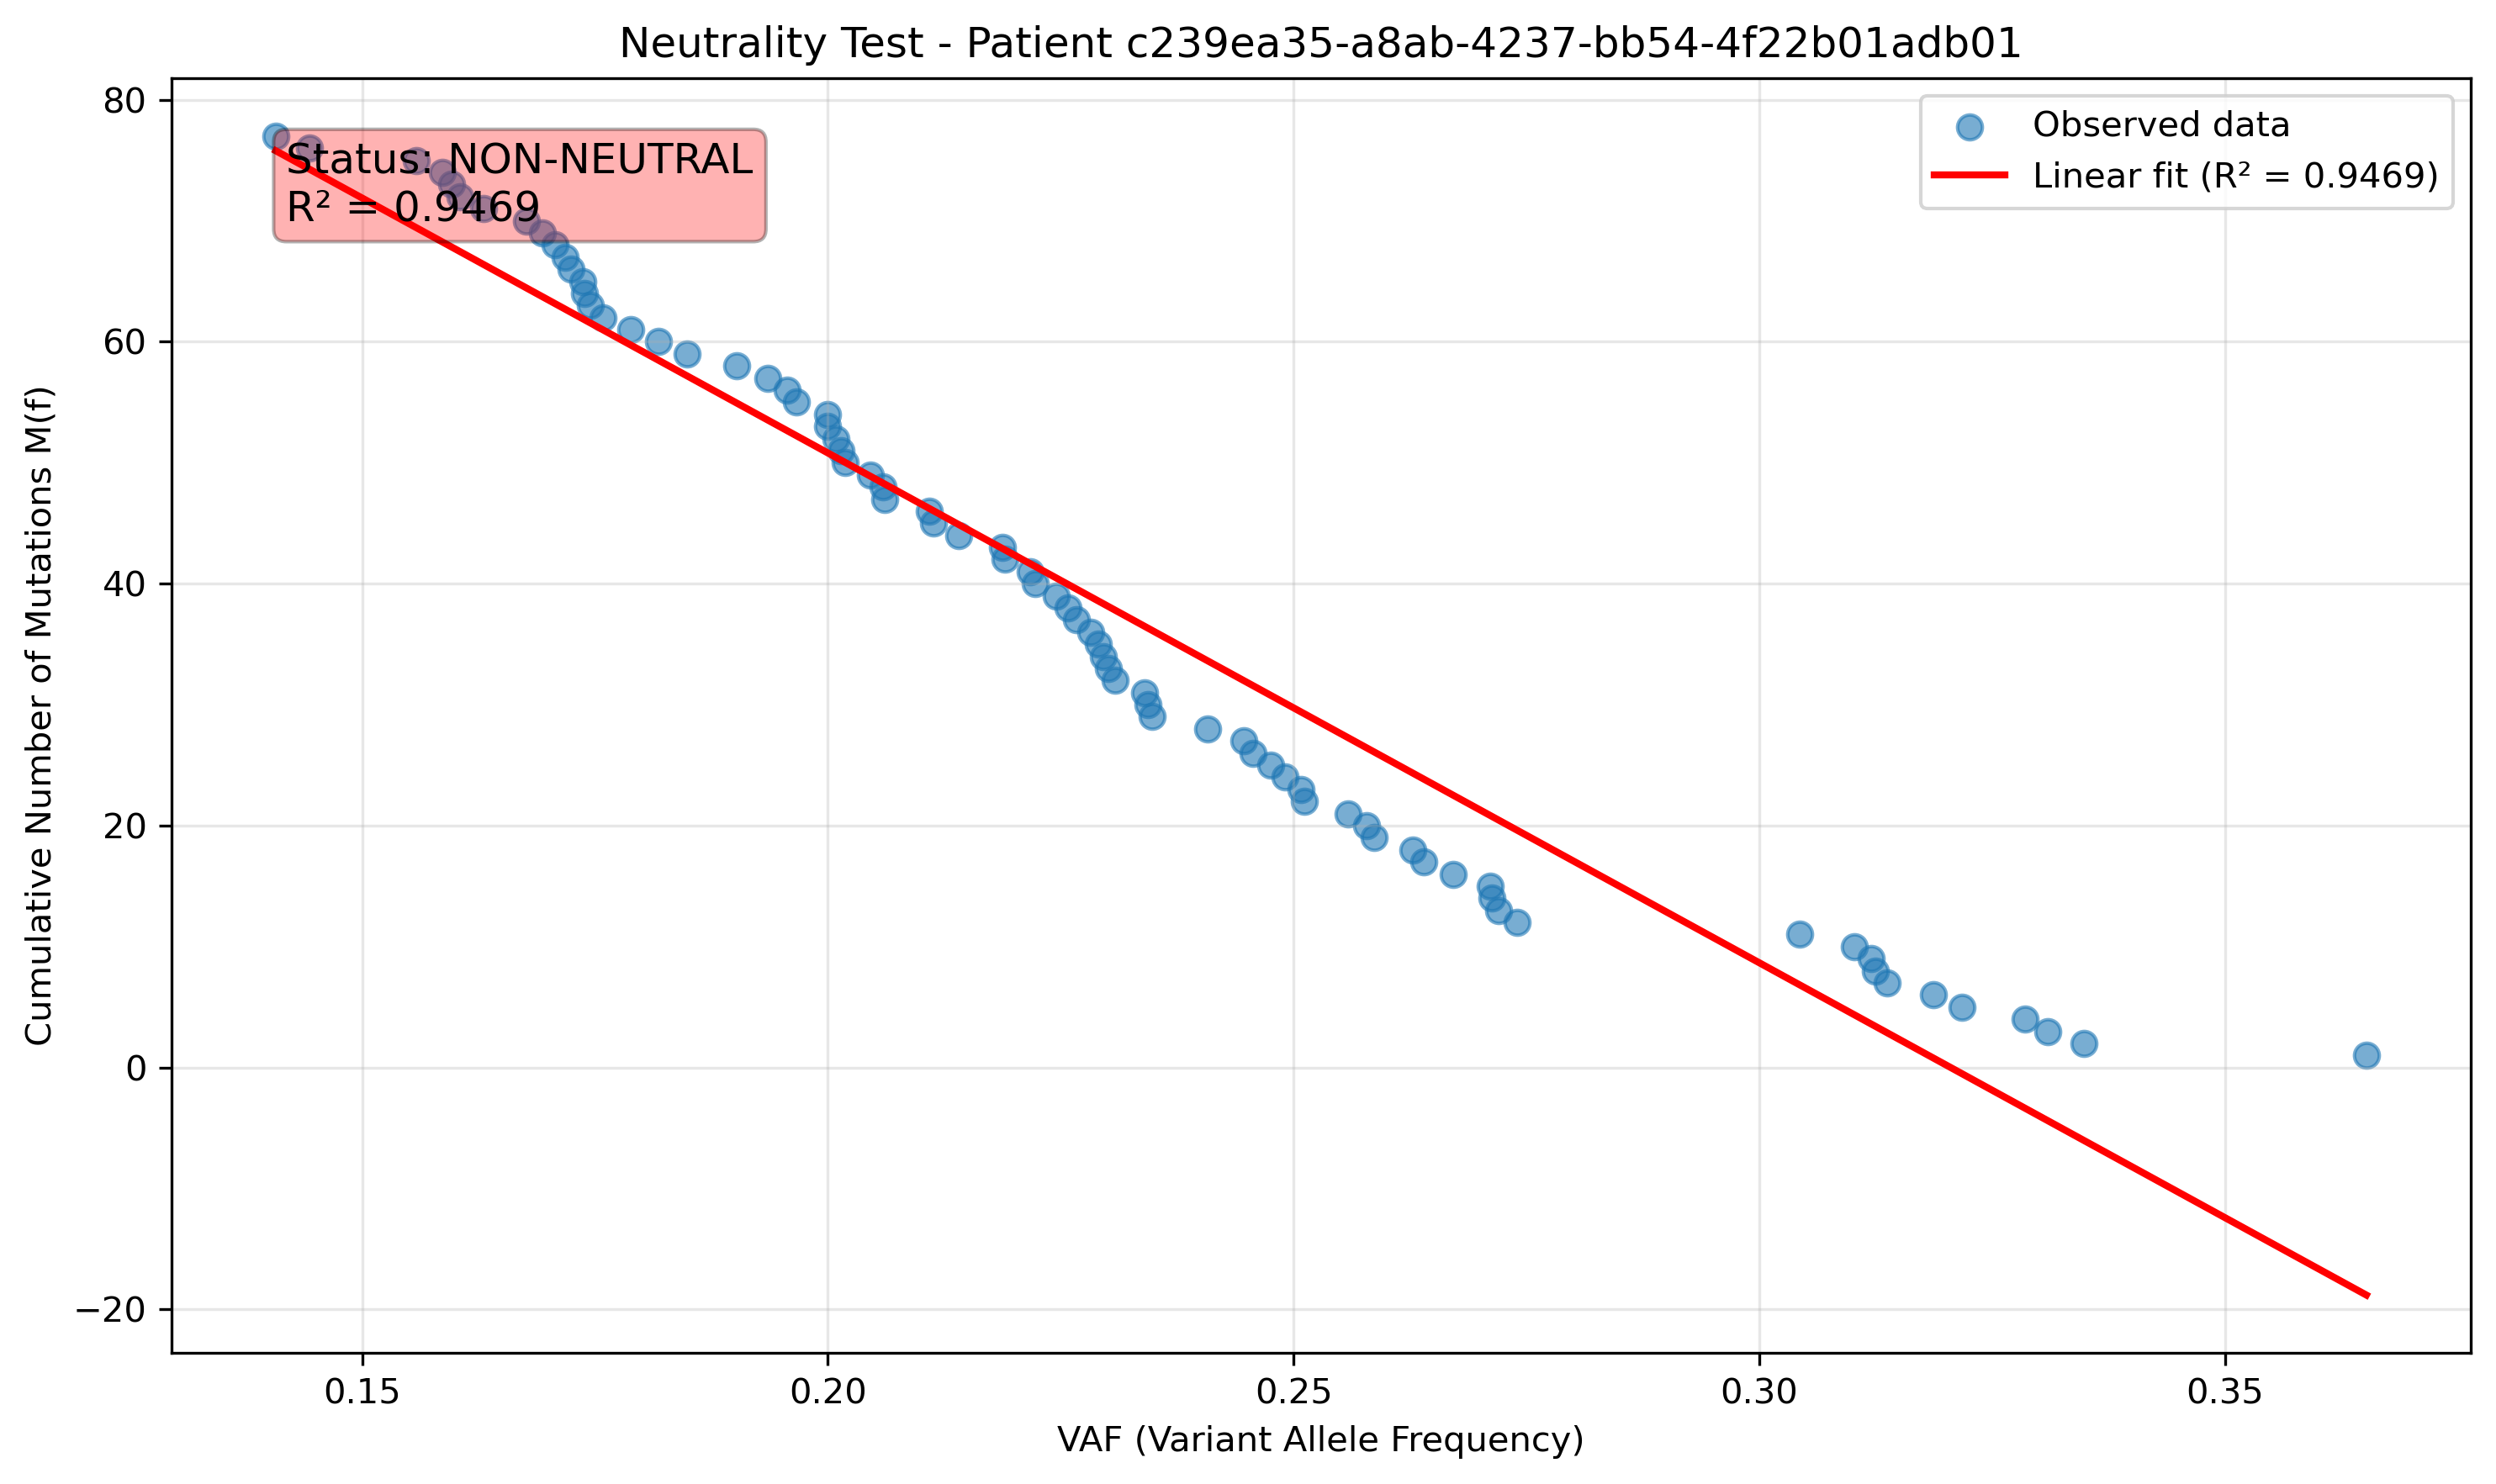 Neutrality Test - Patient c239ea35-a8ab-4237-bb54-4f22b01adb01
Observed data
Linear fit (R² = 0.9469)
Status: NON-NEUTRAL
R² = 0.9469
Cumulative Number of Mutations M(f)
80
60
40
20
0
−20
0.15
0.20
0.25
0.30
0.35
VAF (Variant Allele Frequency)